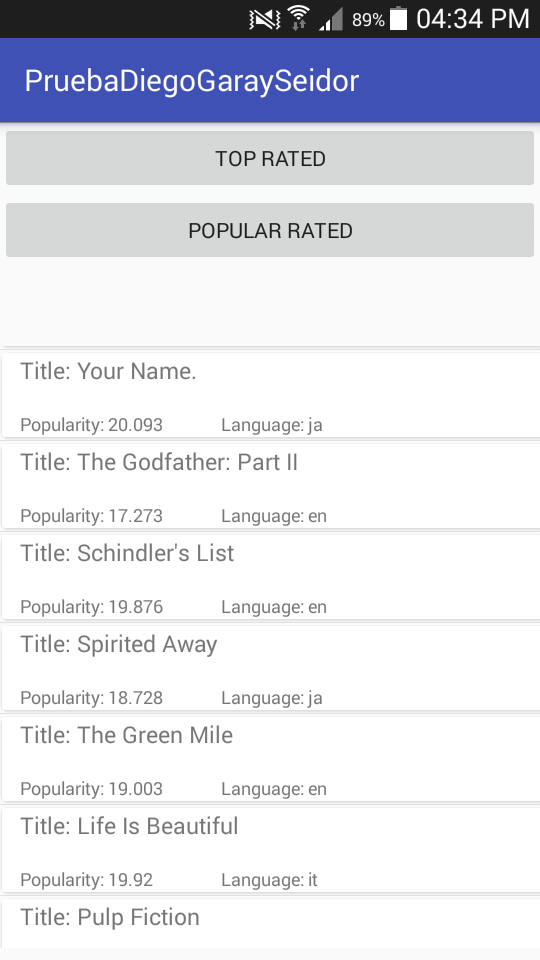 89% 04:34 PM
PruebaDiegoGaraySeidor
TOP RATED
POPULAR RATED
Title: Your Name.
Popularity: 20.093 Language: ja
Title: The Godfather: Part II
Popularity: 17.273 Language: en
Title: Schindler's List
Popularity: 19.876 Language: en
Title: Spirited Away
Popularity: 18.728 Language: ja
Title: The Green Mile
Popularity: 19.003 Language: en
Title: Life Is Beautiful
Popularity: 19.92 Language: it
Title: Pulp Fiction